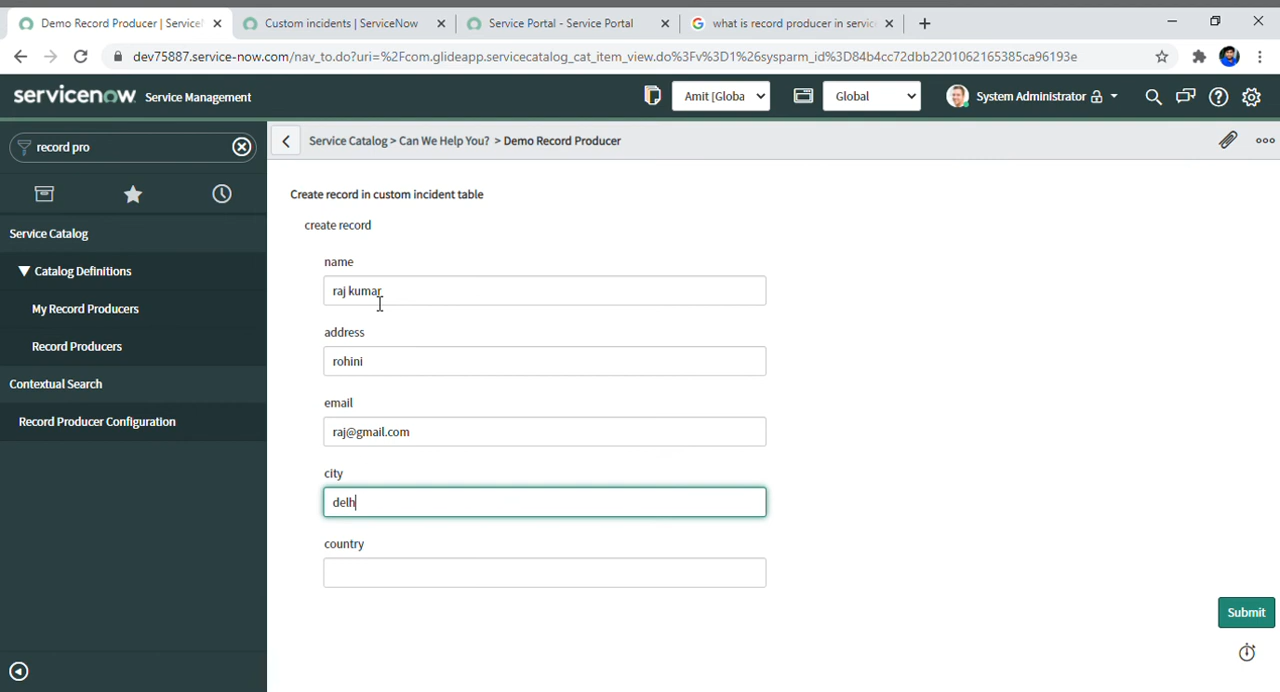 Demo Record Producer | ServiceN
Custom incidents | ServiceNow
Service Portal - Service Portal
what is record producer in servic
dev75887.service-now.com/nav_to.do?uri=%2Fcom.glideapp.servicecatalog_cat_item_view.do%3Fv%3D1%26sysparm_id%3D84b4cc72dbb2201062165385ca96193e
servicenow Service Management
Amit [Globa
Global
System Administrator
record pro
Service Catalog > Can We Help You? > Demo Record Producer
Service Catalog
Catalog Definitions
My Record Producers
Record Producers
Contextual Search
Record Producer Configuration
Create record in custom incident table
create record
name
raj kumar
address
rohini
email
raj@gmail.com
city
delh
country
Submit